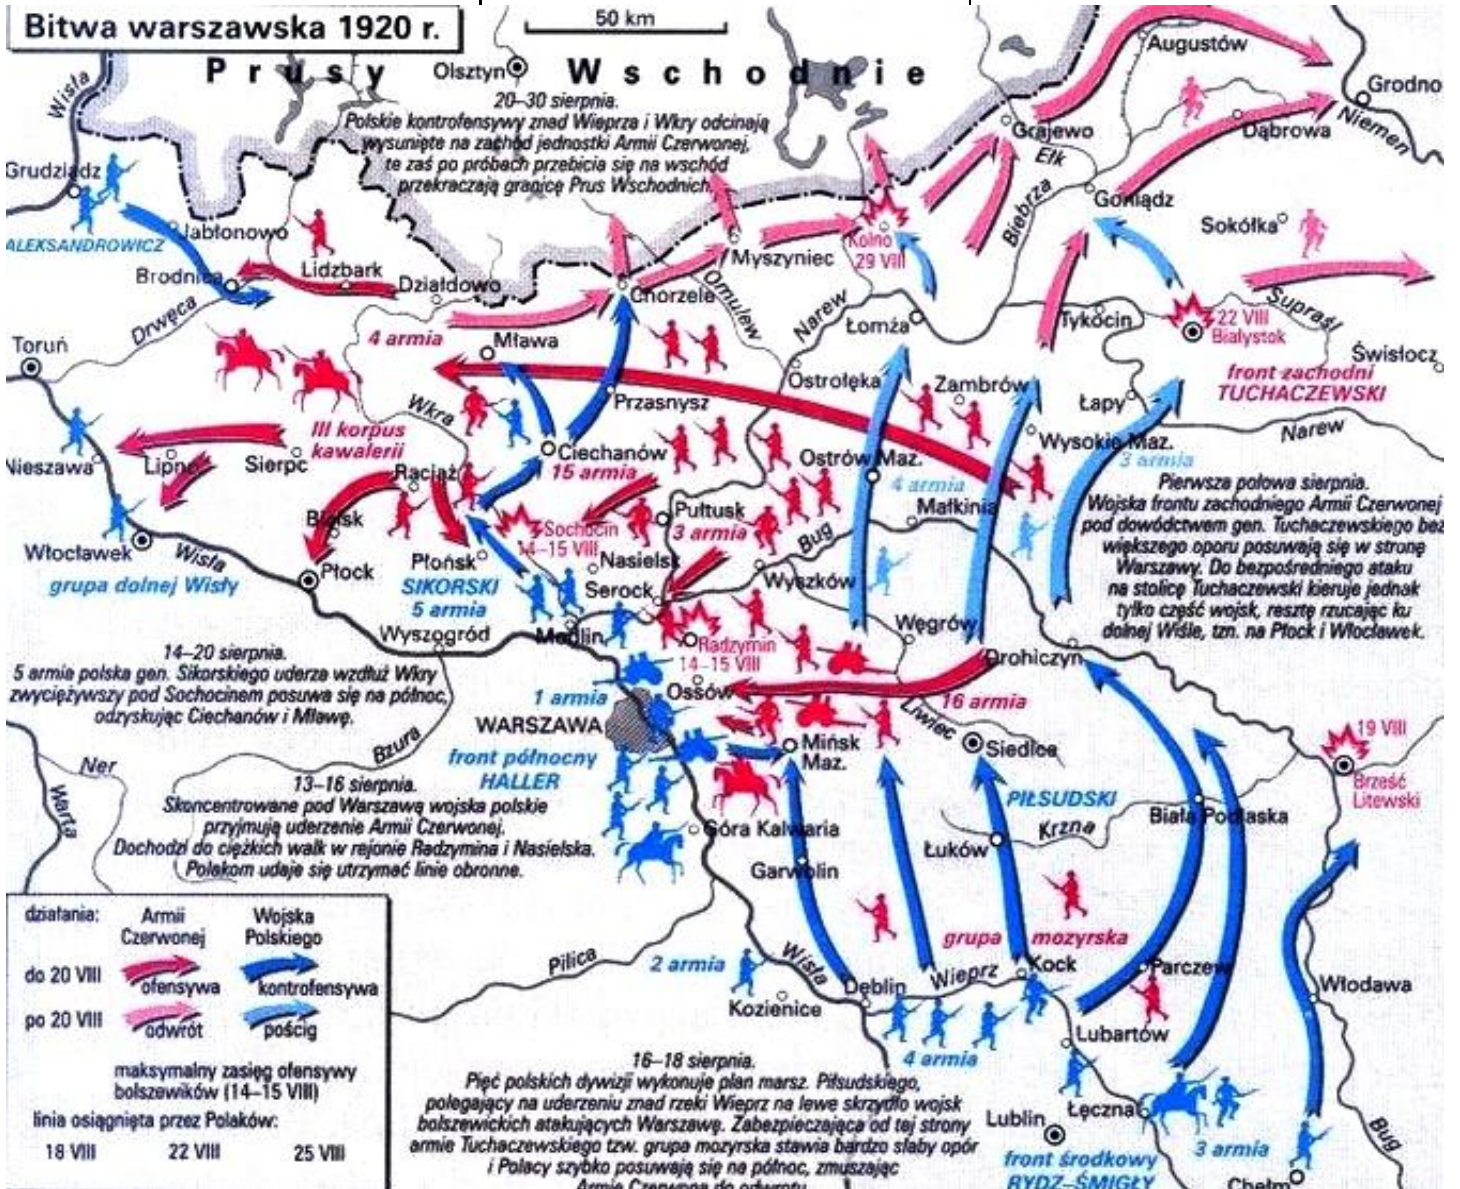 Bitwa warszawska 1920 r.
50 km
Prusy Wschodnie
Olsztyn
Augustów
Grodno
Niemen
Wisła
20–30 sierpnia.
Polskie kontrofensywy znad Wieprza i Wkry odcinają
wysunięte na zachód jednostki Armii Czerwonej,
te zaś po próbach przebicia się na wschód
przekraczają granicę Prus Wschodnich.
Grajewo
Dąbrowa
Ełk
Biebrza
Goniądz
Sokółka
Grudziądz
Jabłonowo
ALEKSANDROWICZ
Brodnica
Lidzbark
Działdowo
Drwęca
Chorzele
Myszyniec
Omulew
Kolno
29 VIII
Narew
Łomża
Tykocin
22 VIII
Białystok
Supraśl
Świsłocz
Toruń
4 armia
Mława
Ostrołęka
Zambrów
front zachodni
TUCHACZEWSKI
Łapy
Narew
Wkra
Przasnysz
Wysokie Maz.
3 armia
Nieszawa
Lipno
Sierpc
III korpus
kawalerii
Raciąż
Ciechanów
15 armia
Ostrów Maz.
4 armia
Małkinia
Pierwsza połowa sierpnia.
Wojska frontu zachodniego Armii Czerwonej
pod dowództwem gen. Tuchaczewskiego bez
większego oporu posuwają się w stronę
Warszawy. Do bezpośredniego ataku
na stolicę Tuchaczewski kieruje jednak
tylko część wojsk, resztę rzucając ku
dolnej Wiśle, tzn. na Płock i Włocławek.
Bielsk
Sochocin
14–15 VIII
Pułtusk
3 armia
Bug
Włocławek
Wisła
grupa dolnej Wisły
Płock
Płońsk
SIKORSKI
5 armia
Nasielsk
Serock
Wyszków
Wyszogród
Modlin
Radzymin
14–15 VIII
Węgrów
Drohiczyn
14–20 sierpnia.
5 armia polska gen. Sikorskiego uderza wzdłuż Wkry
zwyciężywszy pod Sochocinem posuwa się na północ,
odzyskując Ciechanów i Mławę.
1 armia
Ossów
WARSZAWA
16 armia
Liwiec
Siedlce
Mińsk
Maz.
19 VIII
Brześć
Litewski
Bzura
Ner
Warta
front północny
HALLER
13–16 sierpnia.
Skoncentrowane pod Warszawą wojska polskie
przyjmują uderzenie Armii Czerwonej.
Dochodzi do ciężkich walk w rejonie Radzymina i Nasielska.
Polakom udaje się utrzymać linie obronne.
PIŁSUDSKI
Biała Podlaska
Krzna
Góra Kalwaria
Garwolin
Łuków
działania:
Armii
Czerwonej
Wojska
Polskiego
do 20 VIII
ofensywa
kontrofensywa
po 20 VIII
odwrót
pościg
maksymalny zasięg ofensywy
bolszewików (14–15 VIII)
linia osiągnięta przez Polaków:
18 VIII 22 VIII 25 VIII
Pilica
2 armia
Wisła
Kozienice
Dęblin
Wieprz
grupa mozyrska
Kock
Parczew
Włodawa
4 armia
Lubartów
16–18 sierpnia.
Pięć polskich dywizji wykonuje plan marsz. Piłsudskiego,
polegający na uderzeniu znad rzeki Wieprz na lewe skrzydło wojsk
bolszewickich atakujących Warszawę. Zabezpieczająca od tej strony
armie Tuchaczewskiego tzw. grupa mozyrska stawia bardzo słaby opór
i Polacy szybko posuwają się na północ, zmuszając
Armię Czerwoną do odwrotu.
Lublin
Łęczna
front środkowy
RYDZ–ŚMIGŁY
3 armia
Chełm
Bug